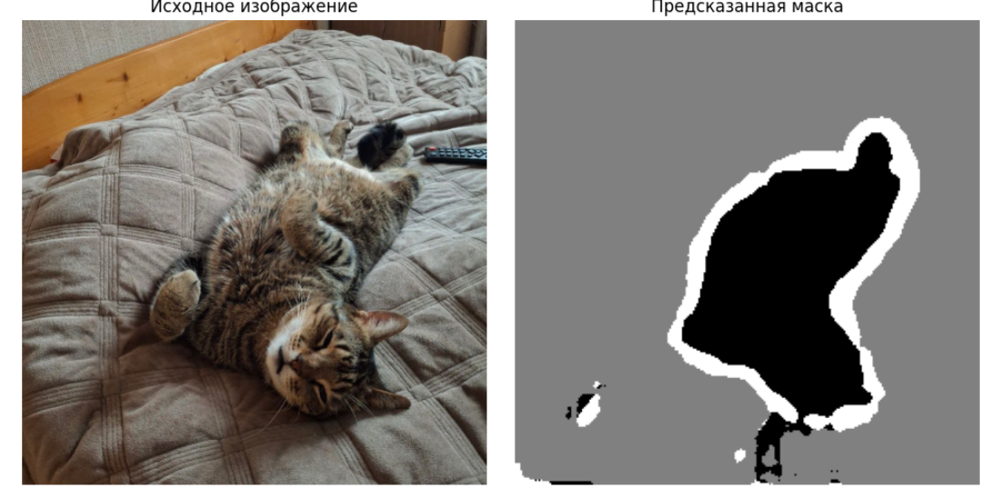 Исходное изображение
Предсказанная маска